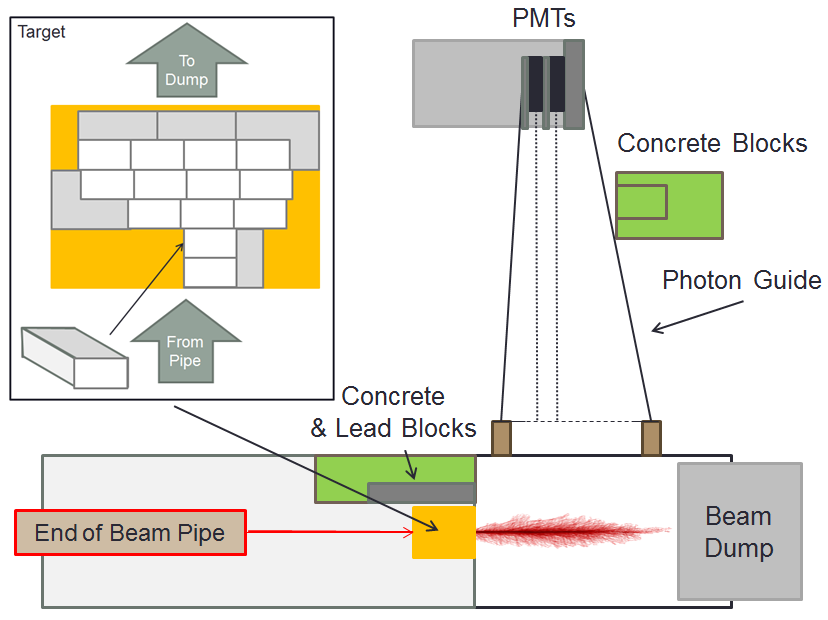 Target
To
Dump
From
Pipe
PMTs
Concrete Blocks
Photon Guide
Concrete
& Lead Blocks
End of Beam Pipe
Beam
Dump